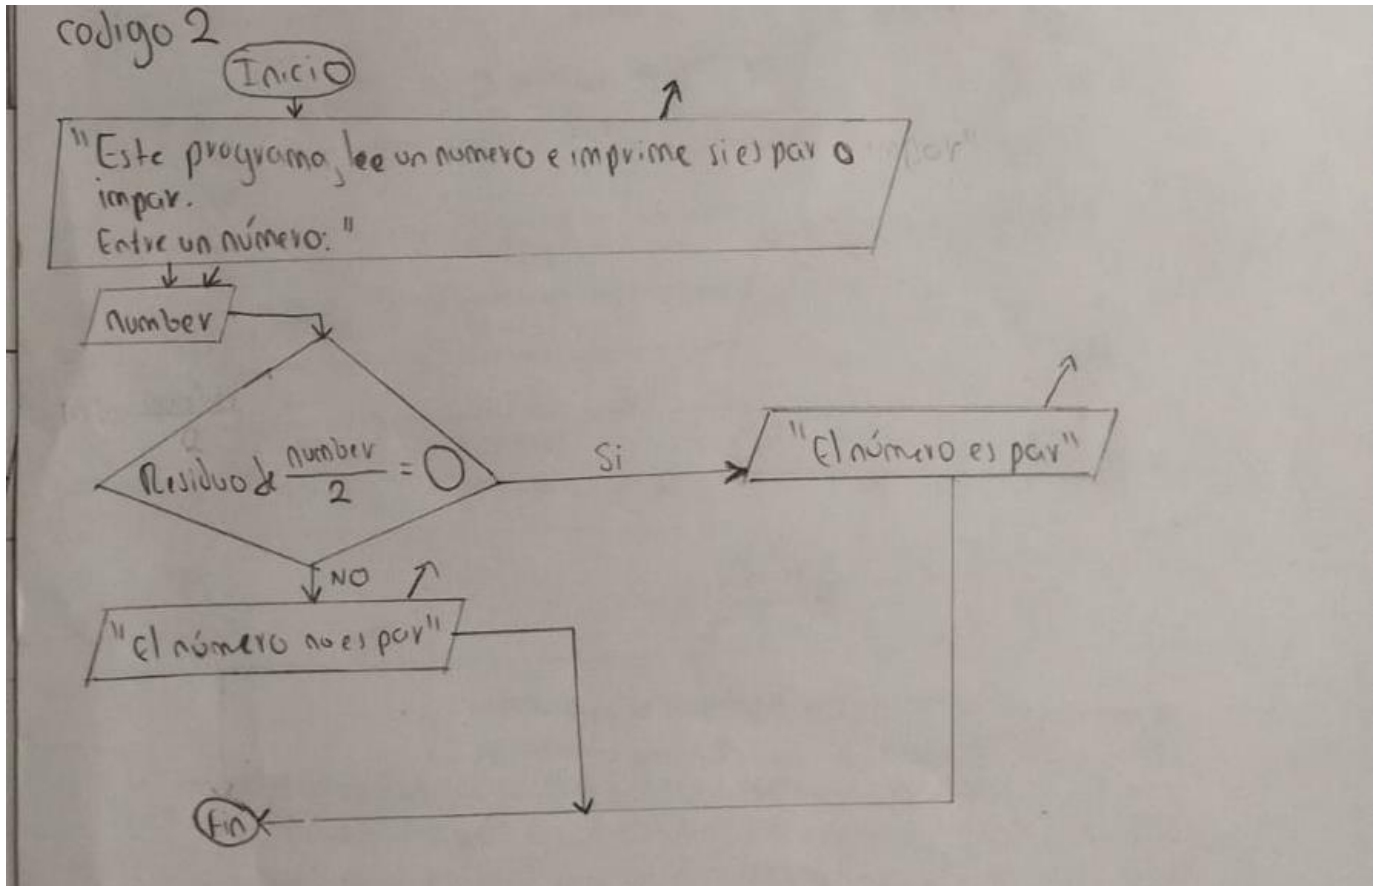 codigo 2
Inicio
"Este programa, lee un numero e imprime si es par o
impar.
Entre un número: "
number
Residuo de number/2 = 0
Si
"El número es par"
NO
"El número no es par"
Fin